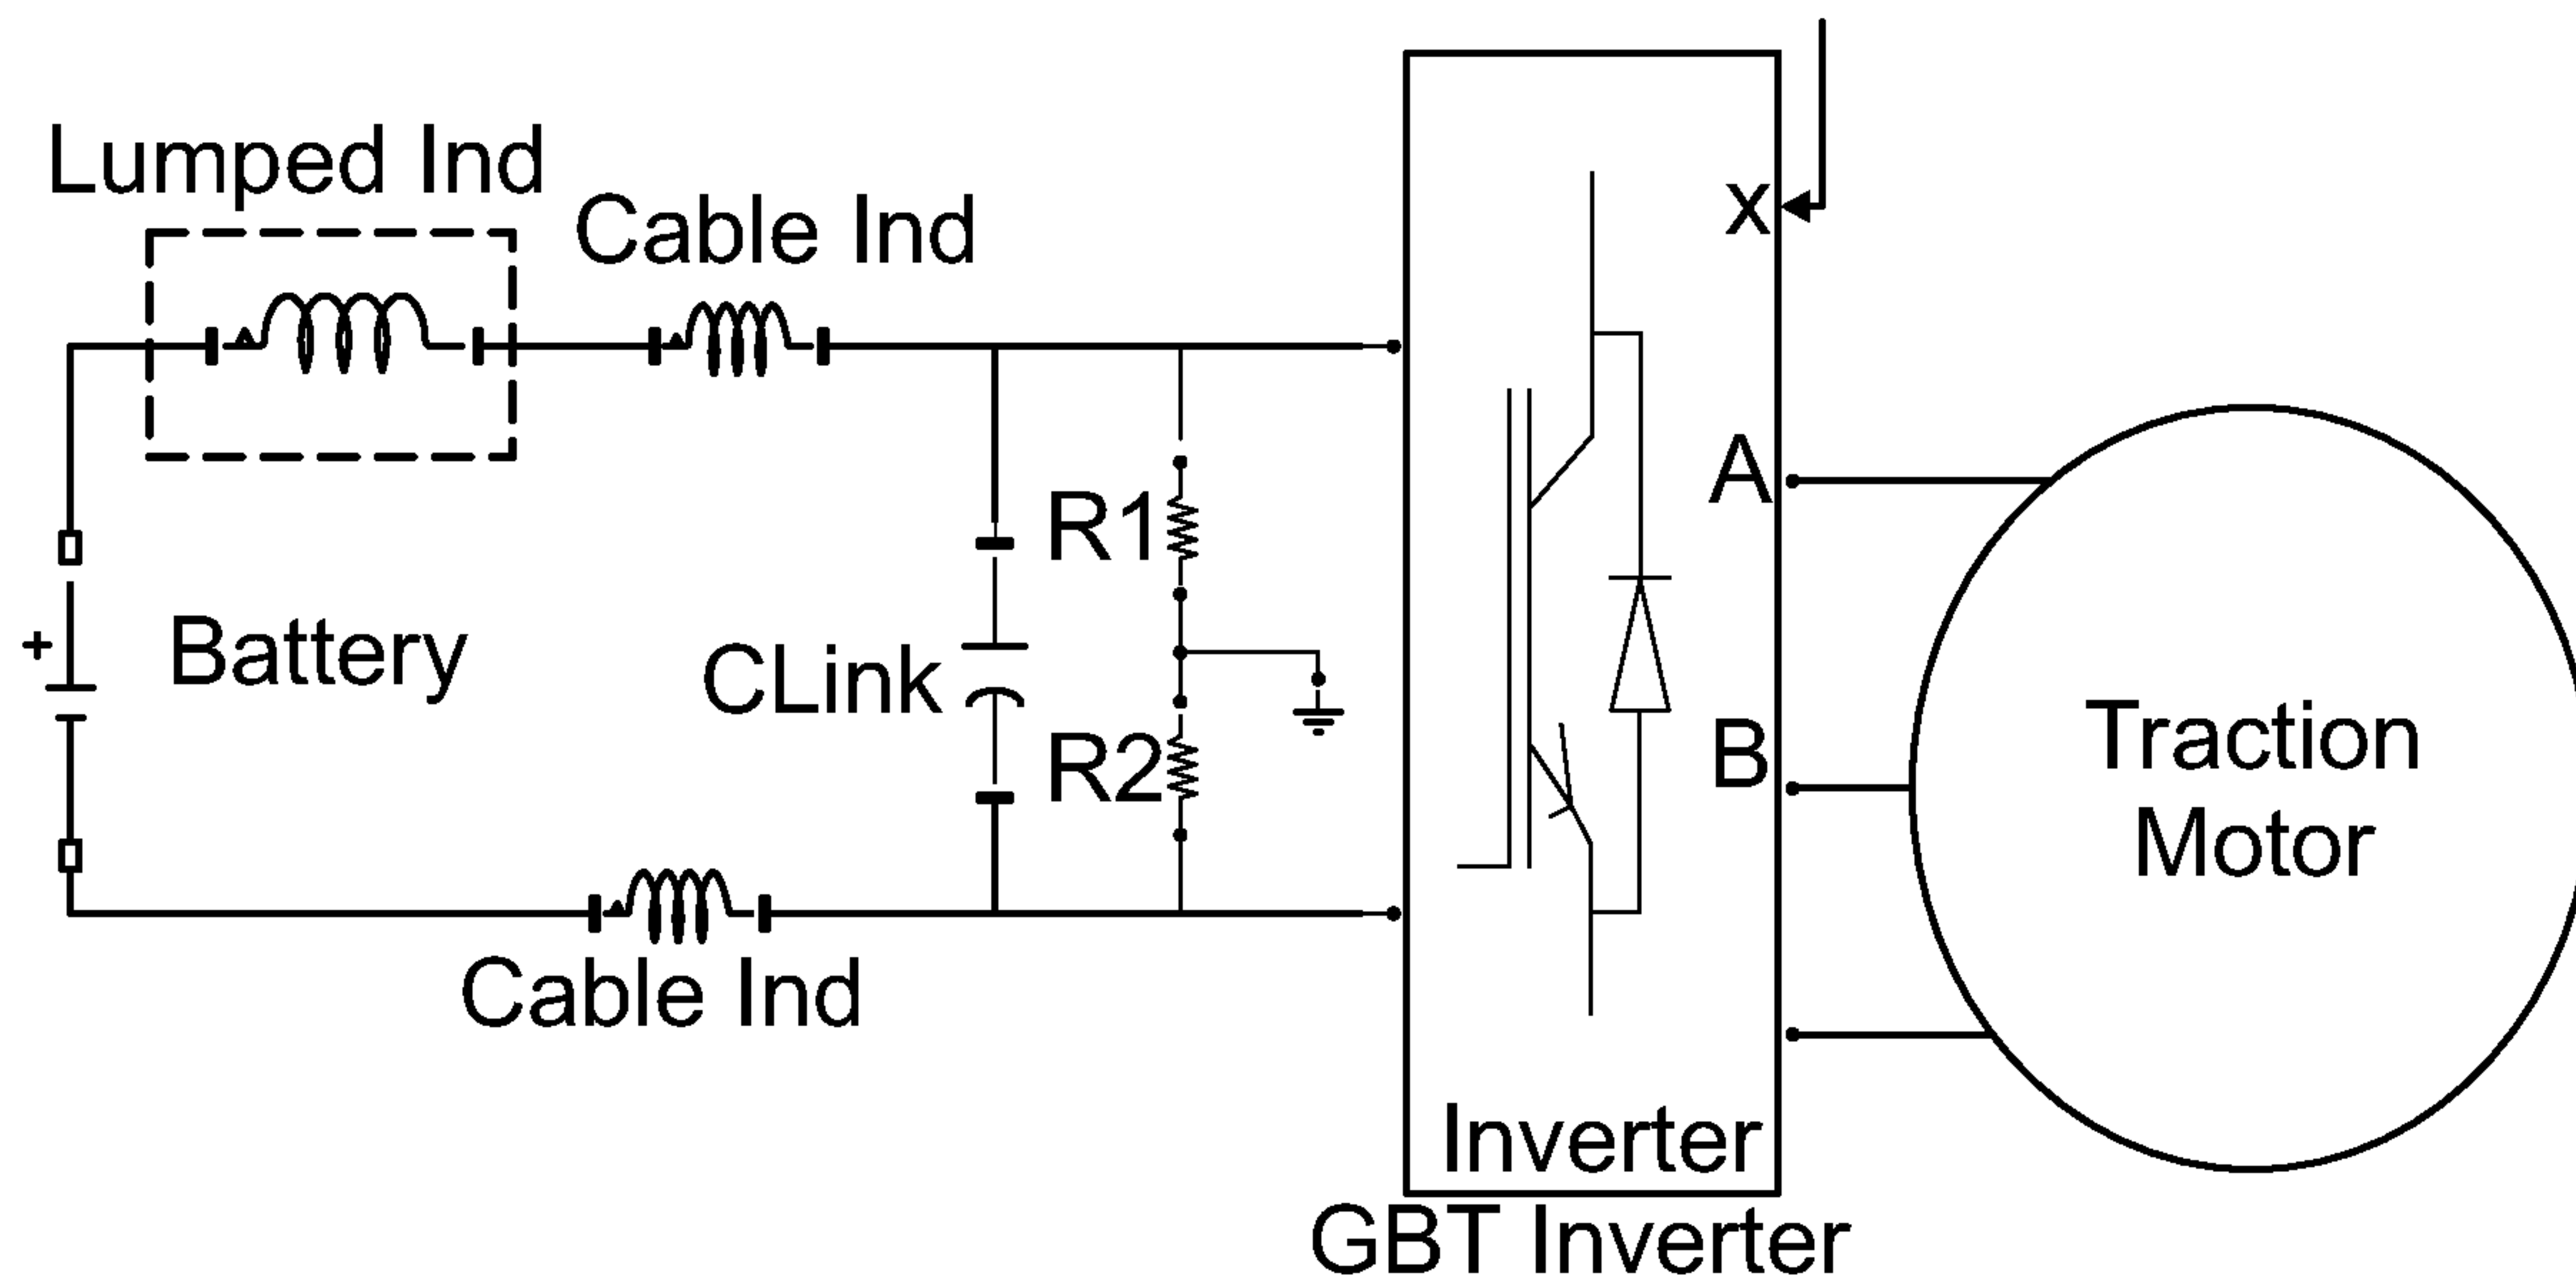 Lumped Ind
Cable Ind
x
A
R1
+
Battery
CLink
B
R2
Traction
Motor
Cable Ind
Inverter
GBT Inverter